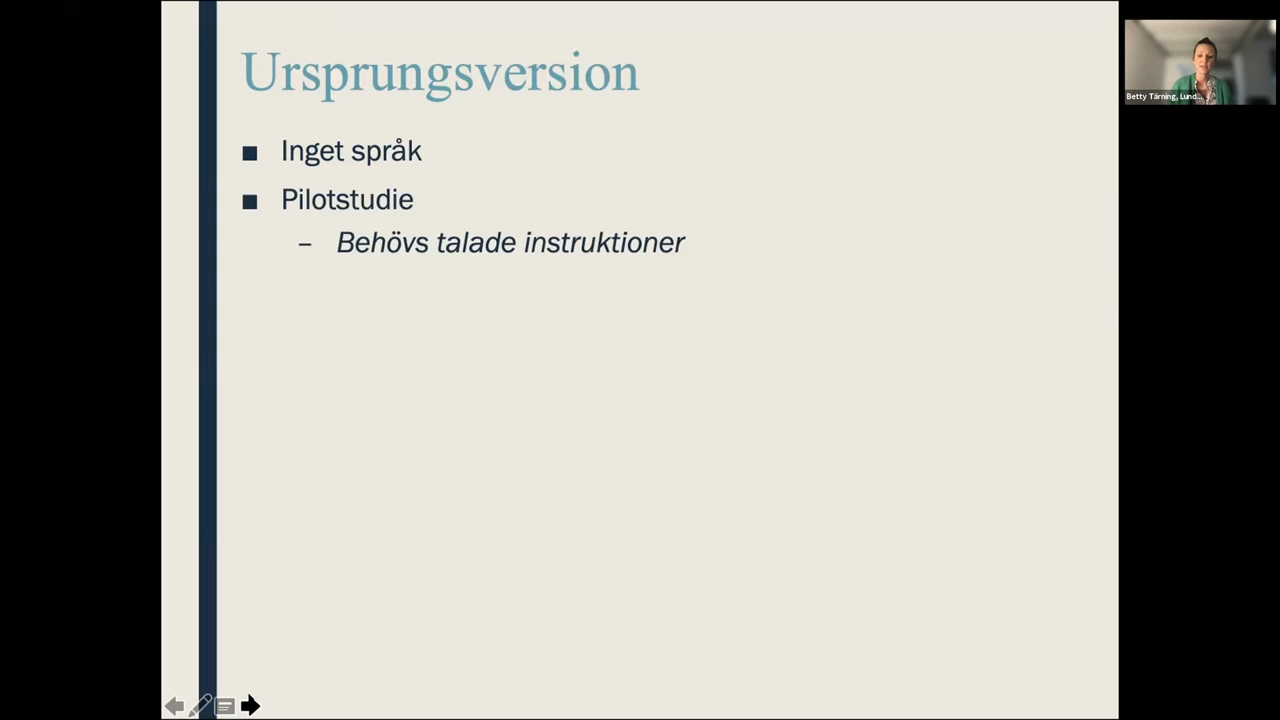 Ursprungsversion
■ Inget språk
■ Pilotstudie
– Behövs talade instruktioner
Betty Tärning, Lund...